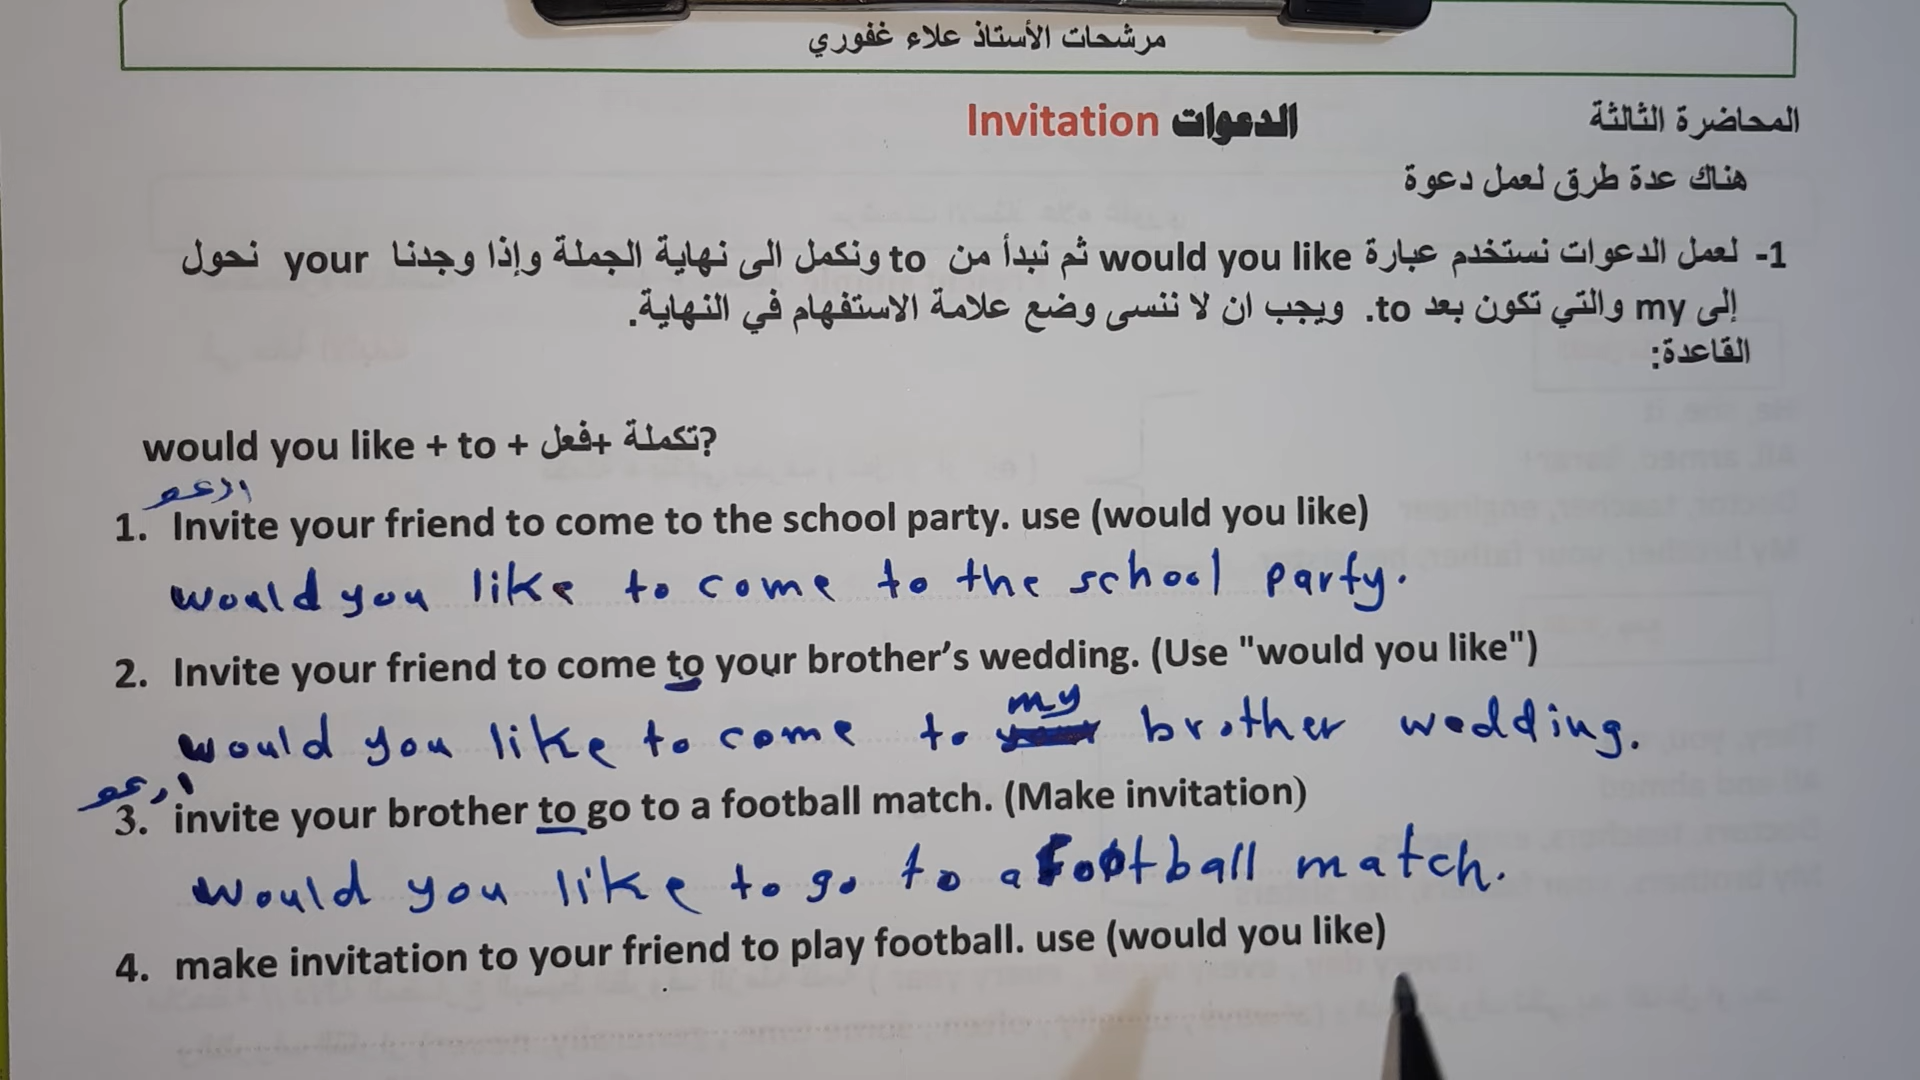 مرشحات الأستاذ علاء غفوري
المحاضرة الثالثة
الدعوات Invitation
هناك عدة طرق لعمل دعوة
1- لعمل الدعوات نستخدم عبارة would you like ثم نبدأ من to ونكمل الى نهاية الجملة وإذا وجدنا your نحول
إلى my والتي تكون بعد to. ويجب ان لا ننسى وضع علامة الاستفهام في النهاية.
القاعدة:
would you like + to + فعل+ تكملة?
ادعو
1. Invite your friend to come to the school party. use (would you like)
would you like to come to the school party.
2. Invite your friend to come to your brother's wedding. (Use "would you like")
my
would you like to come to brother wedding.
ادعو
3. invite your brother to go to a football match. (Make invitation)
would you like to go to a football match.
4. make invitation to your friend to play football. use (would you like)